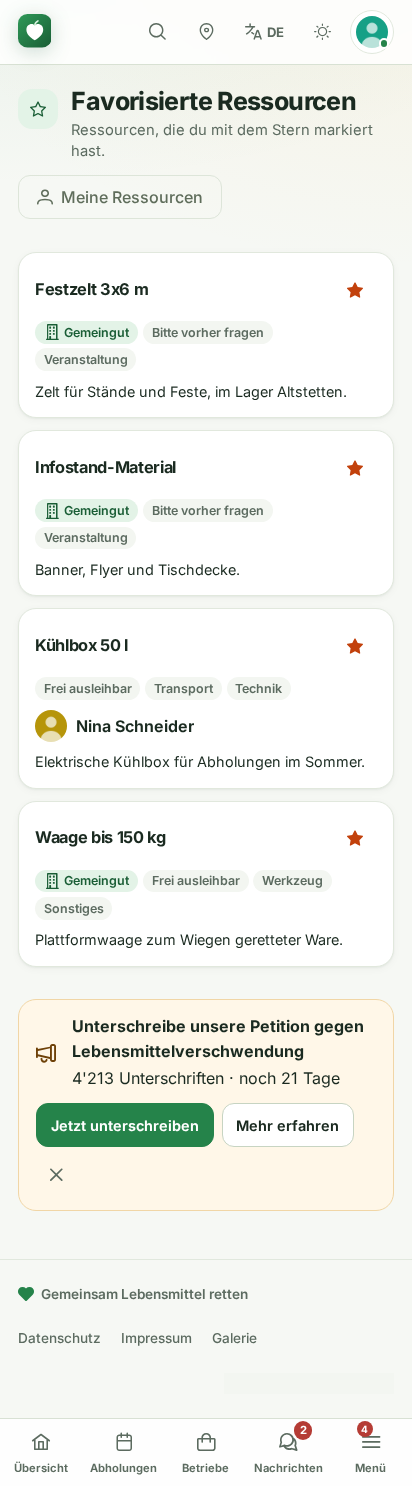 DE
Favorisierte Ressourcen
Ressourcen, die du mit dem Stern markiert
hast.
Meine Ressourcen
Festzelt 3x6 m
Gemeingut Bitte vorher fragen
Veranstaltung
Zelt für Stände und Feste, im Lager Altstetten.
Infostand-Material
Gemeingut Bitte vorher fragen
Veranstaltung
Banner, Flyer und Tischdecke.
Kühlbox 50 l
Frei ausleihbar Transport Technik
Nina Schneider
Elektrische Kühlbox für Abholungen im Sommer.
Waage bis 150 kg
Gemeingut Frei ausleihbar Werkzeug
Sonstiges
Plattformwaage zum Wiegen geretteter Ware.
Unterschreibe unsere Petition gegen
Lebensmittelverschwendung
4'213 Unterschriften · noch 21 Tage
Jetzt unterschreiben Mehr erfahren
Gemeinsam Lebensmittel retten
Datenschutz Impressum Galerie
2 4
Übersicht Abholungen Betriebe Nachrichten Menü